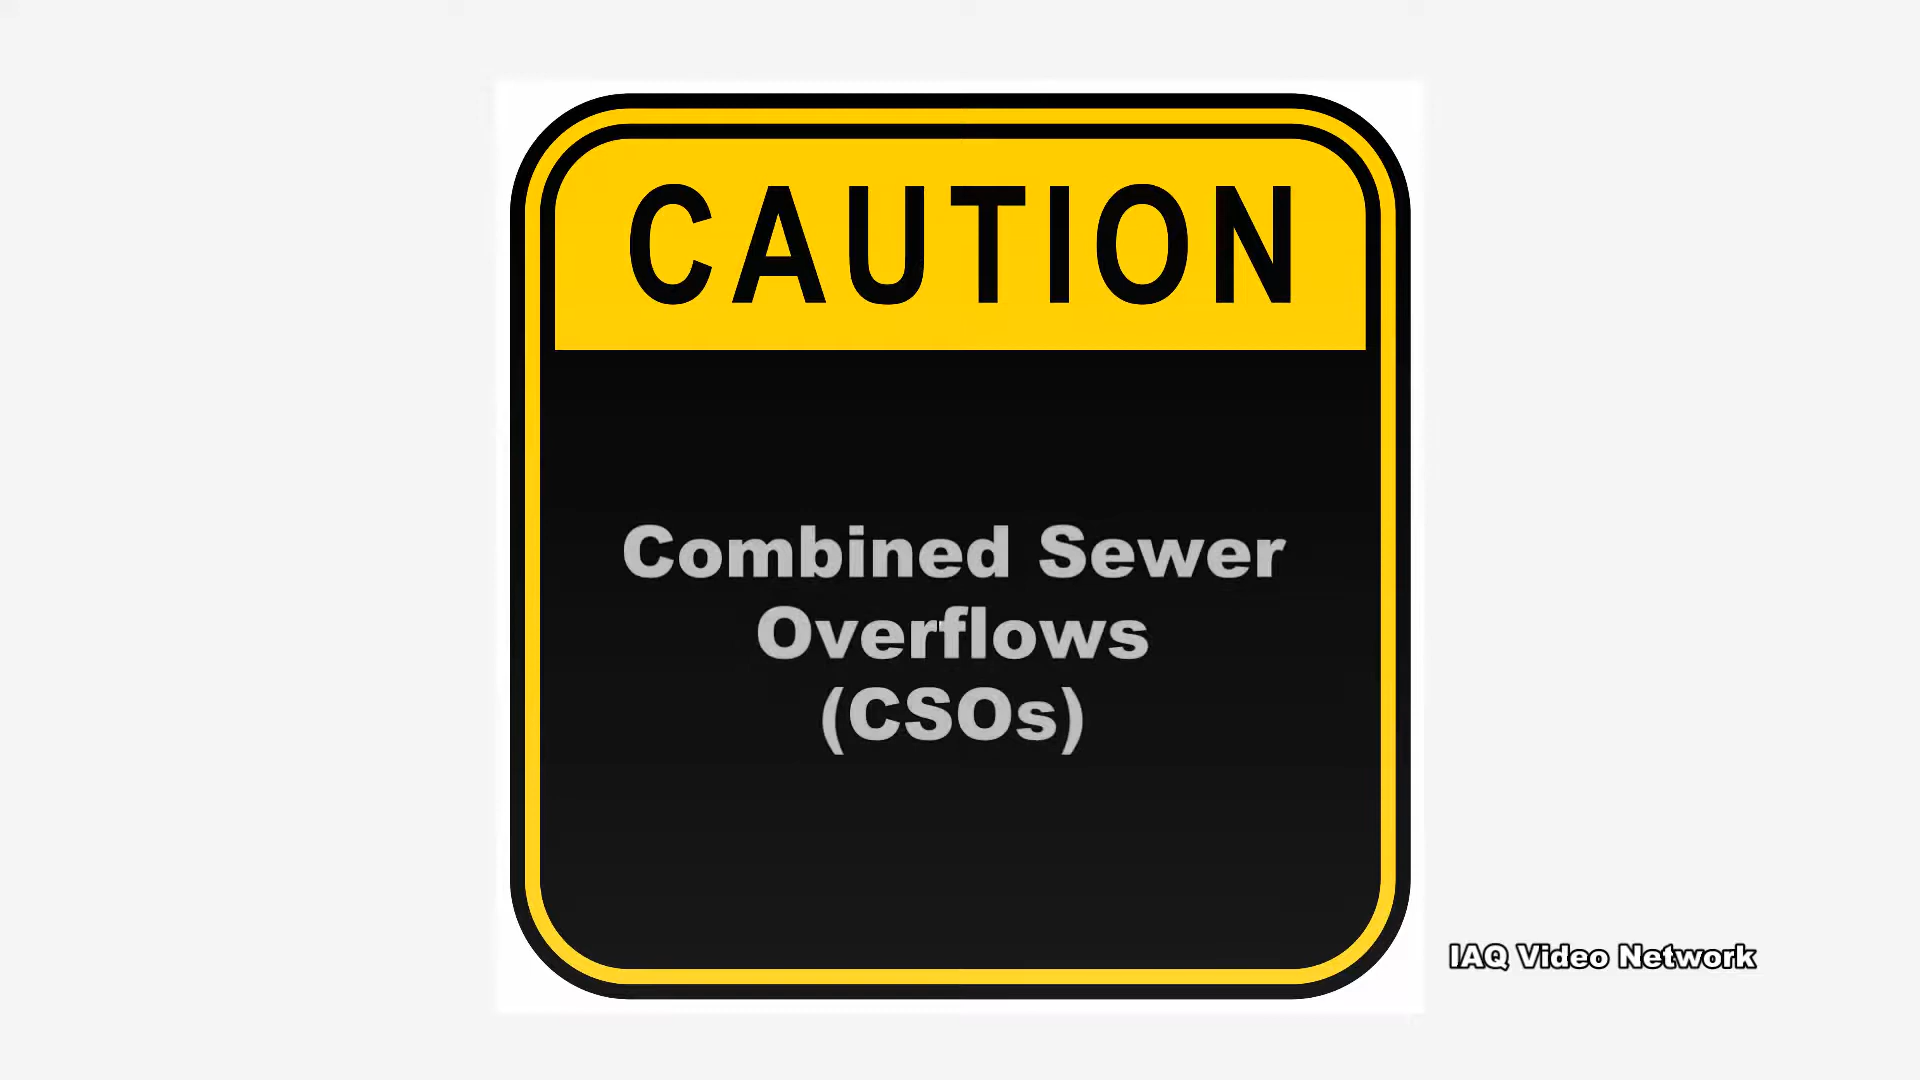 CAUTION
Combined Sewer
Overflows
(CSOs)
IAQ Video Network